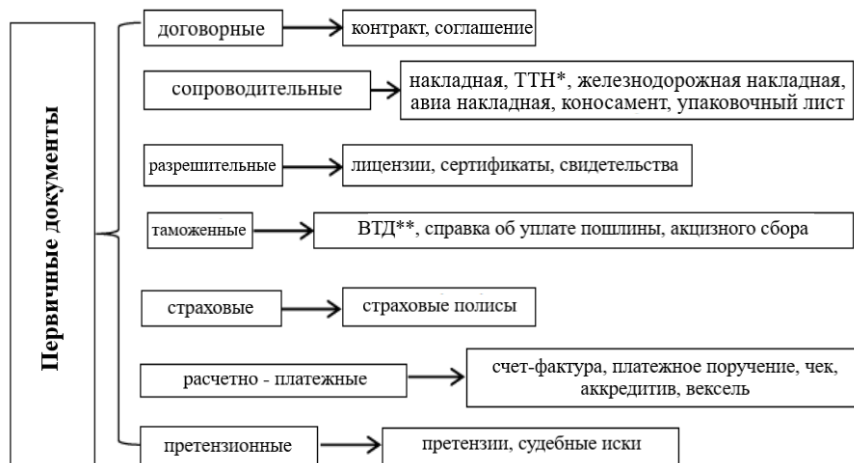 Первичные документы
договорные
контракт, соглашение
сопроводительные
накладная, ТТН*, железнодорожная накладная,
авиа накладная, коносамент, упаковочный лист
разрешительные
лицензии, сертификаты, свидетельства
таможенные
ВТД**, справка об уплате пошлины, акцизного сбора
страховые
страховые полисы
расчетно - платежные
счет-фактура, платежное поручение, чек,
аккредитив, вексель
претензионные
претензии, судебные иски